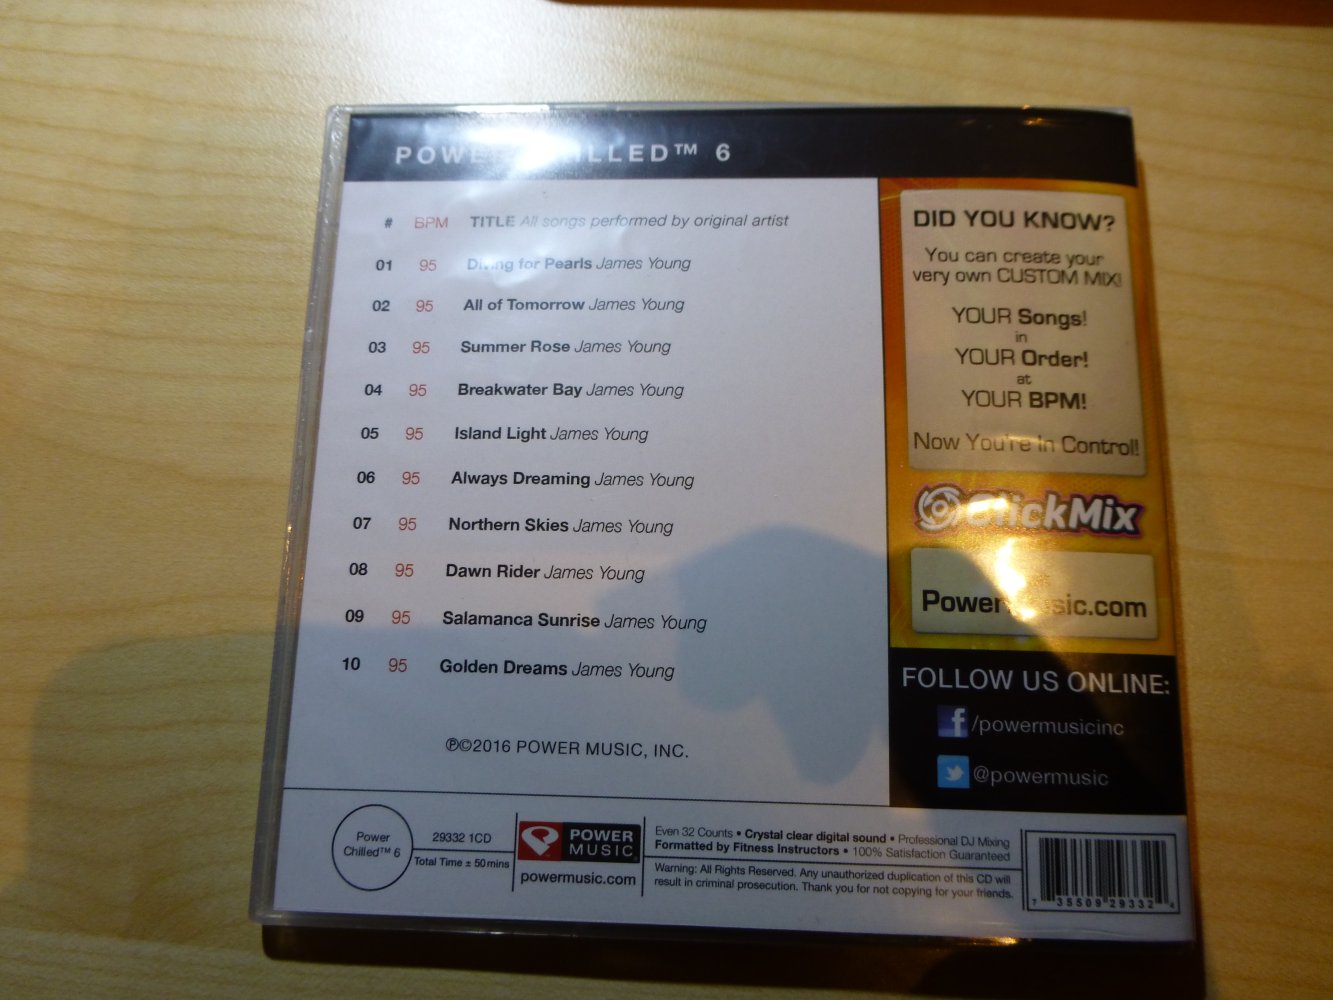 POWER CHILLED™ 6
# BPM TITLE All songs performed by original artist
01 95 Diving for Pearls James Young
02 95 All of Tomorrow James Young
03 95 Summer Rose James Young
04 95 Breakwater Bay James Young
05 95 Island Light James Young
06 95 Always Dreaming James Young
07 95 Northern Skies James Young
08 95 Dawn Rider James Young
09 95 Salamanca Sunrise James Young
10 95 Golden Dreams James Young
℗©2016 POWER MUSIC, INC.
DID YOU KNOW?
You can create your
very own CUSTOM MIX!
YOUR Songs!
in
YOUR Order!
at
YOUR BPM!
Now You're In Control!
ClickMix
PowerMusic.com
FOLLOW US ONLINE:
f /powermusicinc
@powermusic
Power
Chilled™ 6
29332 1CD
Total Time ± 50 mins
POWER
MUSIC
powermusic.com
Even 32 Counts • Crystal clear digital sound • Professional DJ Mixing
Formatted by Fitness Instructors • 100% Satisfaction Guaranteed
Warning: All Rights Reserved. Any unauthorized duplication of this CD will
result in criminal prosecution. Thank you for not copying for your friends.
7 35509 29332 4